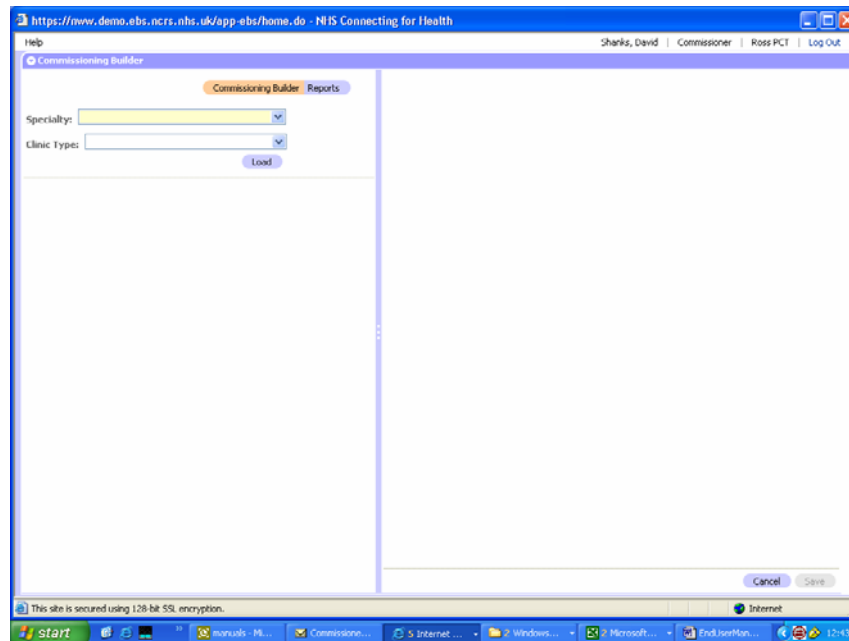 https://nww.demo.ebs.ncrs.nhs.uk/app-ebs/home.do - NHS Connecting for Health
Help Shanks, David | Commissioner | Ross PCT | Log Out
Commissioning Builder
Commissioning Builder Reports
Specialty:
Clinic Type:
Load
Cancel Save
This site is secured using 128-bit SSL encryption. Internet
start manuals - Mi... Commissione... 5 Internet ... 2 Windows... 2 Microsoft... EndUserMan... 12:43